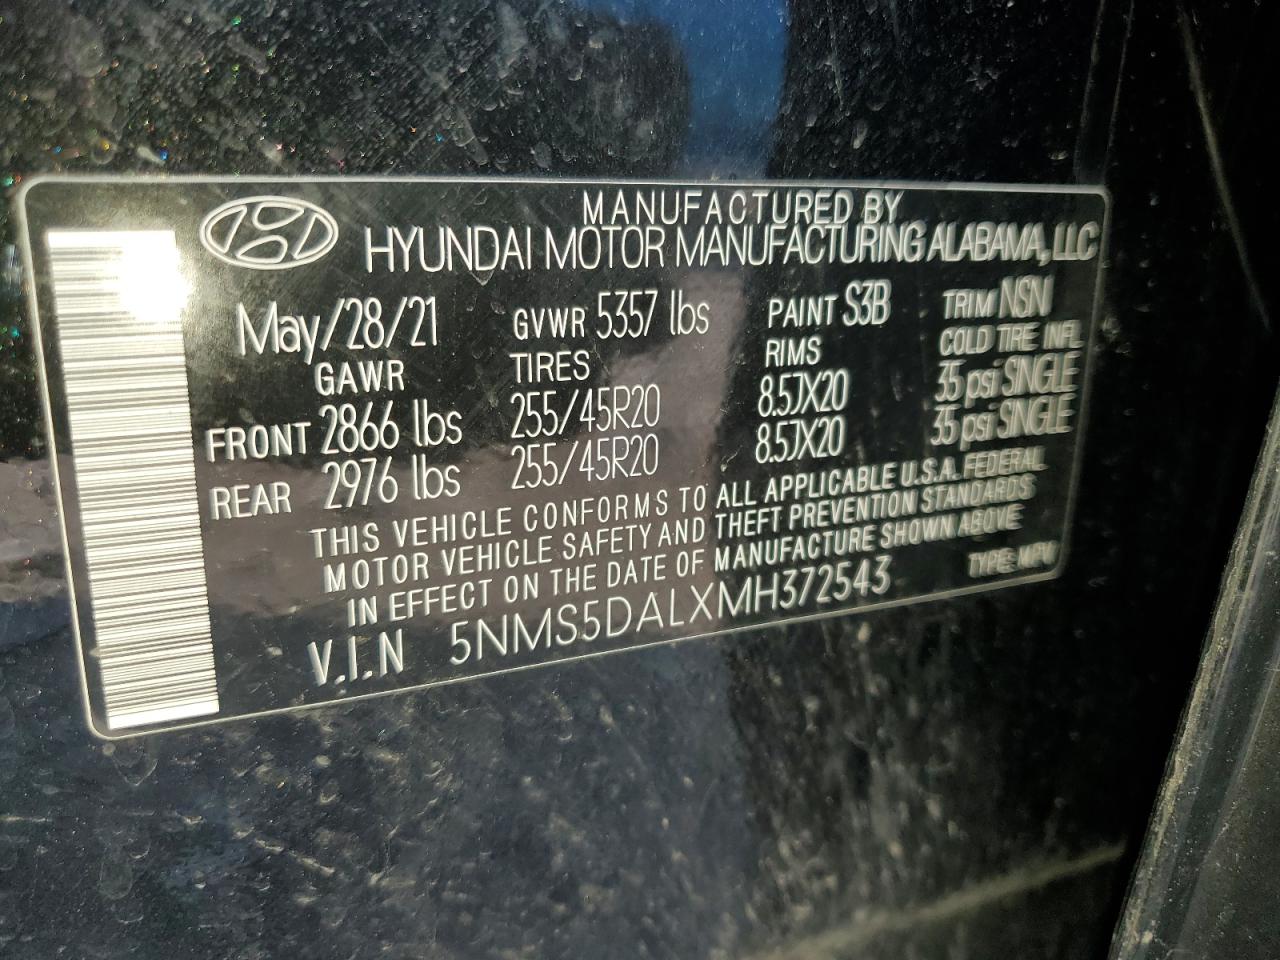 MANUFACTURED BY
HYUNDAI MOTOR MANUFACTURING ALABAMA, LLC
May/28/21 GVWR 5357 lbs PAINT S3B TRIM NSN
GAWR TIRES RIMS COLD TIRE INFL
FRONT 2866 lbs 255/45R20 8.5JX20 35 psi SINGLE
REAR 2976 lbs 255/45R20 8.5JX20 35 psi SINGLE
THIS VEHICLE CONFORMS TO ALL APPLICABLE U.S.A. FEDERAL
MOTOR VEHICLE SAFETY AND THEFT PREVENTION STANDARDS
IN EFFECT ON THE DATE OF MANUFACTURE SHOWN ABOVE
V.I.N 5NMS5DALXMH372543 TYPE: MPV